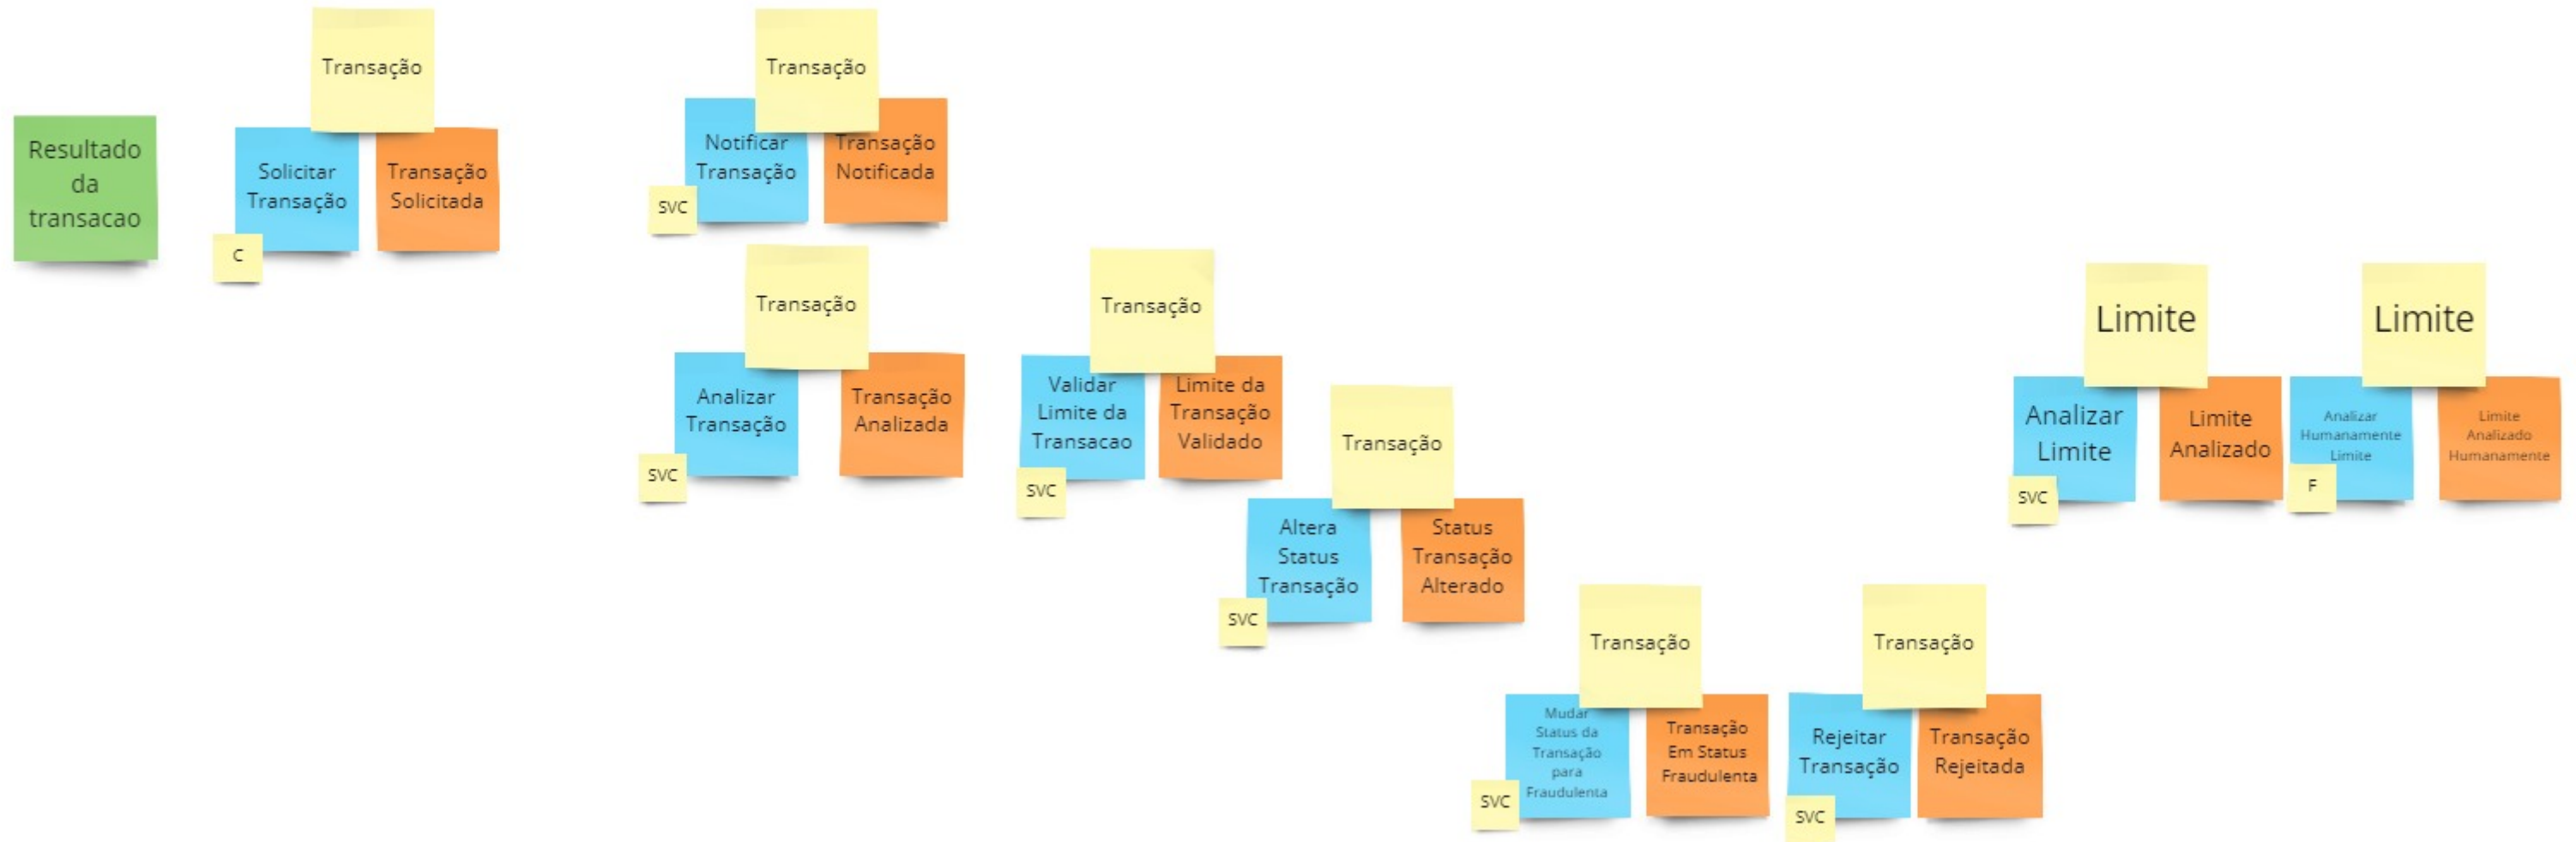 Resultado
da
transacao
Transação
Solicitar
Transação
Transação
Solicitada
C
Transação
Notificar
Transação
Transação
Notificada
SVC
Transação
Analizar
Transação
Transação
Analizada
SVC
Transação
Validar
Limite da
Transacao
Limite da
Transação
Validado
SVC
Transação
Altera
Status
Transação
Status
Transação
Alterado
SVC
Transação
Mudar
Status da
Transação
para
Fraudulenta
Transação
Em Status
Fraudulenta
SVC
Transação
Rejeitar
Transação
Transação
Rejeitada
SVC
Limite
Analizar
Limite
Limite
Analizado
SVC
Limite
Analizar
Humanamente
Limite
Limite
Analizado
Humanamente
F